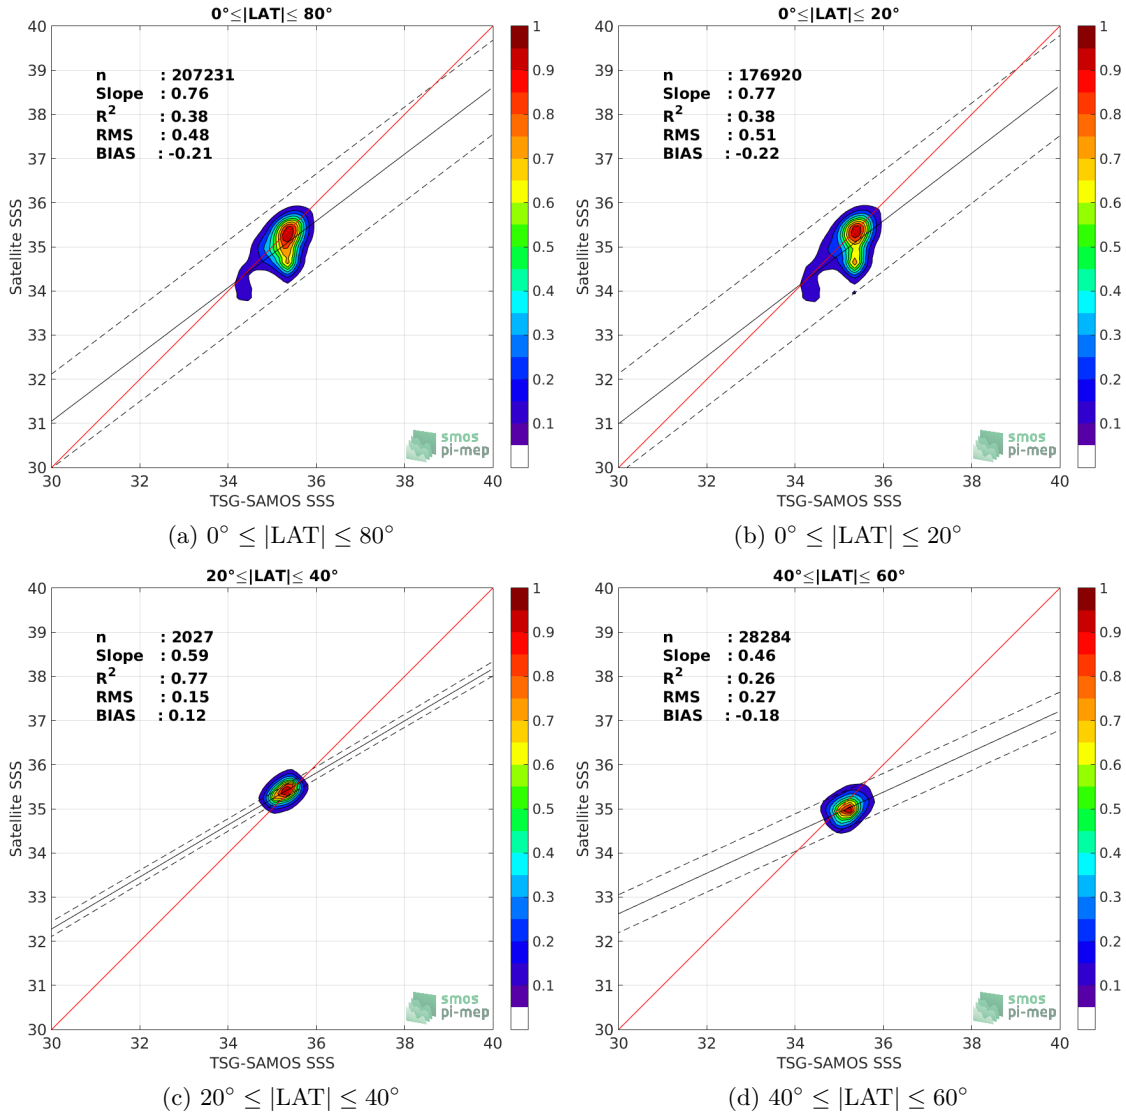 0°≤|LAT|≤ 80°
40
39
38
37
36
35
34
33
32
31
30
Satellite SSS
n : 207231
Slope : 0.76
R² : 0.38
RMS : 0.48
BIAS : -0.21
smos
pi-mep
30 32 34 36 38 40
TSG-SAMOS SSS
1
0.9
0.8
0.7
0.6
0.5
0.4
0.3
0.2
0.1
(a) 0° ≤ |LAT| ≤ 80°
0°≤|LAT|≤ 20°
40
39
38
37
36
35
34
33
32
31
30
Satellite SSS
n : 176920
Slope : 0.77
R² : 0.38
RMS : 0.51
BIAS : -0.22
smos
pi-mep
30 32 34 36 38 40
TSG-SAMOS SSS
1
0.9
0.8
0.7
0.6
0.5
0.4
0.3
0.2
0.1
(b) 0° ≤ |LAT| ≤ 20°
20°≤|LAT|≤ 40°
40
39
38
37
36
35
34
33
32
31
30
Satellite SSS
n : 2027
Slope : 0.59
R² : 0.77
RMS : 0.15
BIAS : 0.12
smos
pi-mep
30 32 34 36 38 40
TSG-SAMOS SSS
1
0.9
0.8
0.7
0.6
0.5
0.4
0.3
0.2
0.1
(c) 20° ≤ |LAT| ≤ 40°
40°≤|LAT|≤ 60°
40
39
38
37
36
35
34
33
32
31
30
Satellite SSS
n : 28284
Slope : 0.46
R² : 0.26
RMS : 0.27
BIAS : -0.18
smos
pi-mep
30 32 34 36 38 40
TSG-SAMOS SSS
1
0.9
0.8
0.7
0.6
0.5
0.4
0.3
0.2
0.1
(d) 40° ≤ |LAT| ≤ 60°